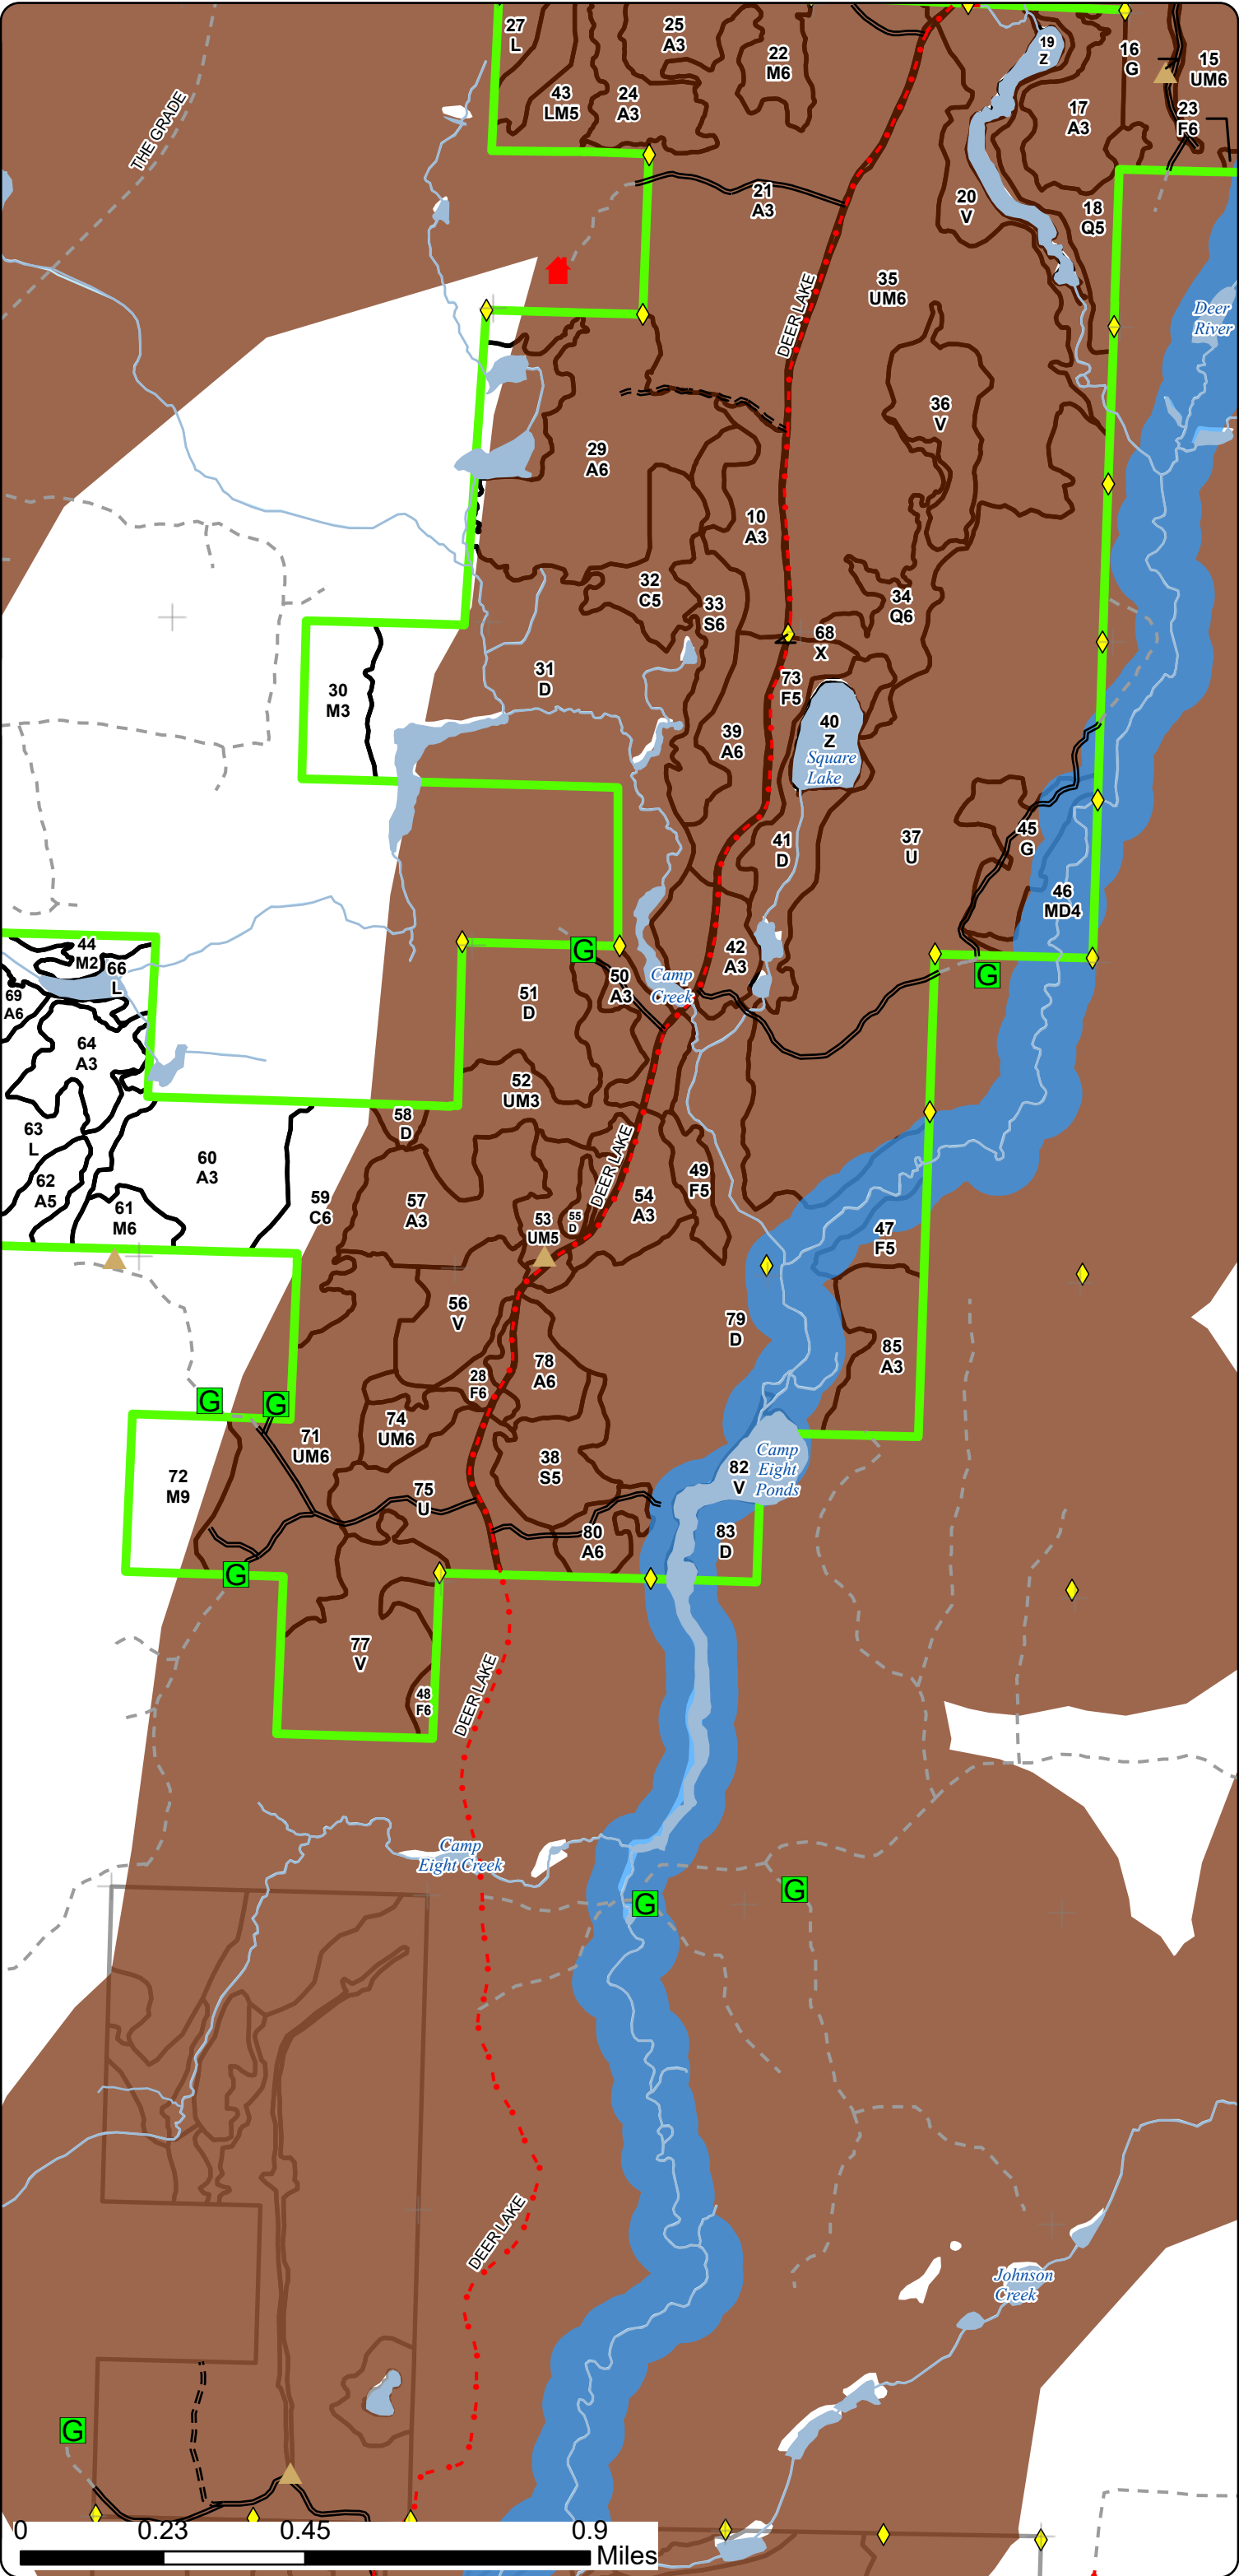 27
L
25
A3
22
M6
19
Z
16
G
15
UM6
43
LM5
24
A3
17
A3
23
F6
THE GRADE
21
A3
20
V
18
Q5
35
UM6
Deer
River
DEER LAKE
36
V
29
A6
10
A3
32
C5
33
S6
34
Q6
68
X
31
D
30
M3
73
F5
39
A6
40
Z
Square
Lake
41
D
37
U
45
G
46
MD4
44
M2
66
L
69
A6
G
50
A3
42
A3
Camp
Creek
G
51
D
64
A3
52
UM3
58
D
63
L
62
A5
60
A3
61
M6
59
C6
57
A3
DEER LAKE
49
F5
54
A3
53
UM5
55
D
47
F5
56
V
79
D
85
A3
28
F6
78
A6
G
G
74
UM6
71
UM6
38
S5
Camp
Eight
Ponds
82
V
72
M9
75
U
80
A6
83
D
G
77
V
48
F6
DEER LAKE
Camp
Eight Creek
G
G
DEER LAKE
Johnson
Creek
G
0 0.23 0.45 0.9
Miles